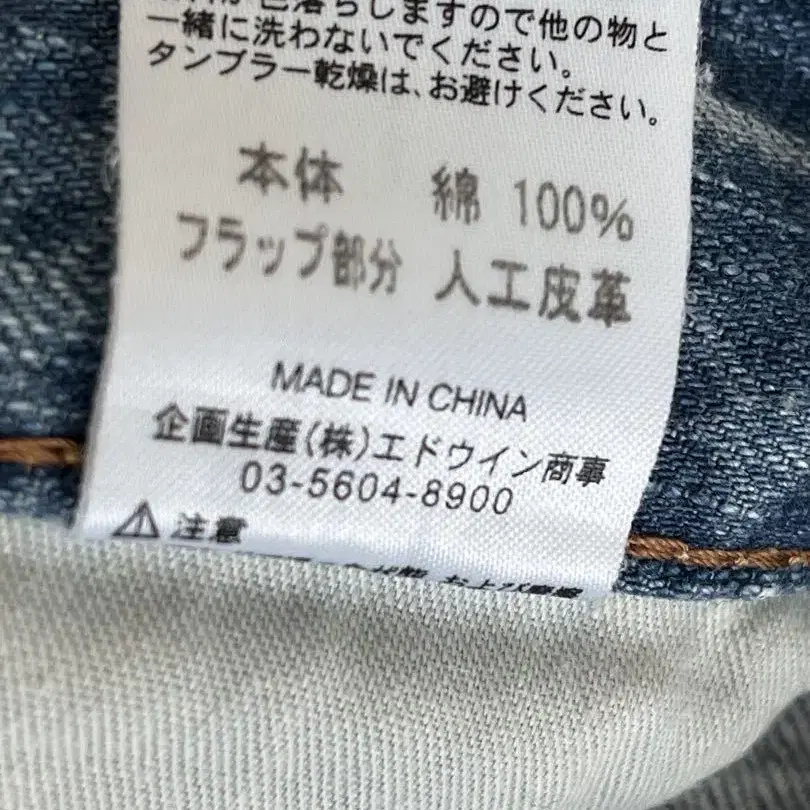 色落ちしますので他の物と
一緒に洗わないでください。
タンブラー乾燥は、お避けください。
本体 綿 100%
フラップ部分 人工皮革
MADE IN CHINA
企画生産(株)エドウイン商事
03-5604-8900
⚠ 注意
および